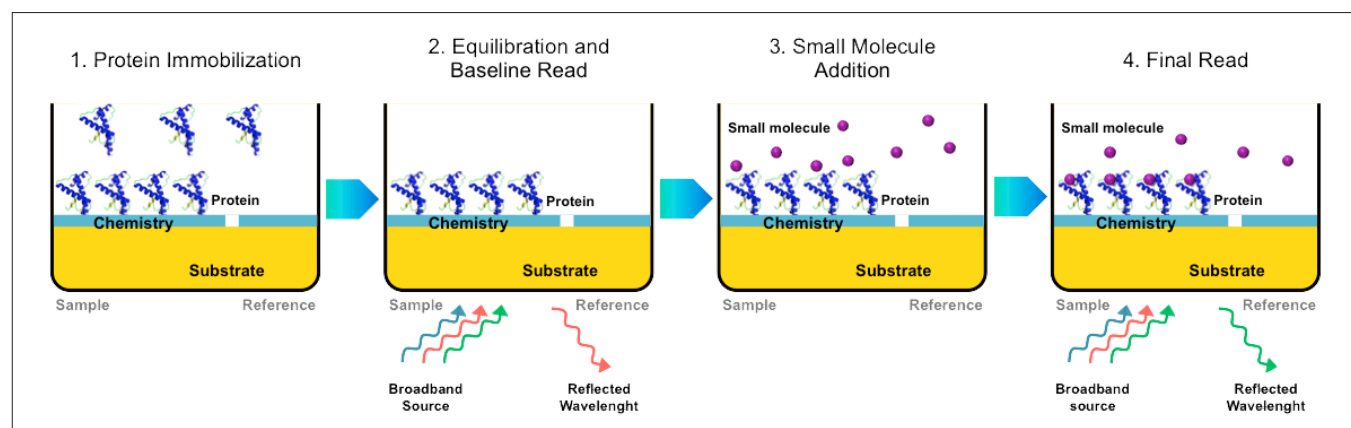 1. Protein Immobilization
2. Equilibration and
Baseline Read
3. Small Molecule
Addition
4. Final Read
Protein
Chemistry
Substrate
Sample
Reference
Protein
Chemistry
Substrate
Sample
Reference
Broadband
Source
Reflected
Wavelenght
Small molecule
Protein
Chemistry
Substrate
Sample
Reference
Small molecule
Protein
Chemistry
Substrate
Sample
Reference
Broadband
source
Reflected
Wavelenght